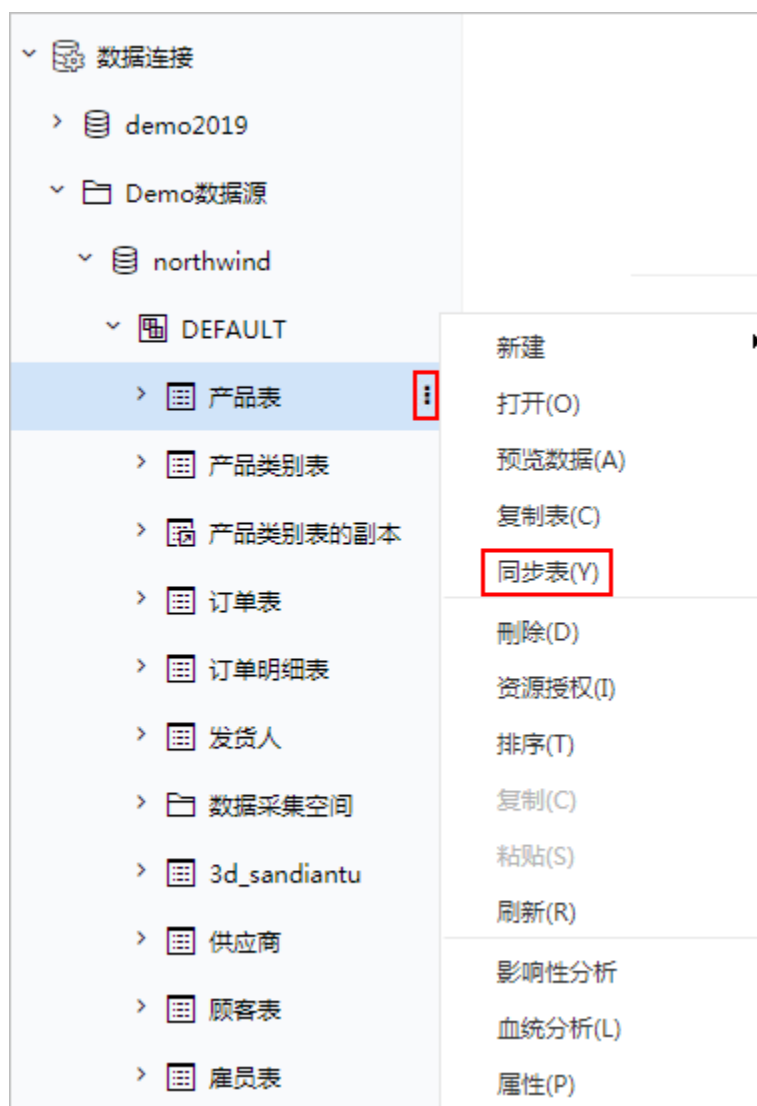 数据连接
demo2019
Demo数据源
northwind
DEFAULT
产品表
产品类别表
产品类别表的副本
订单表
订单明细表
发货人
数据采集空间
3d_sandiantu
供应商
顾客表
雇员表
新建
打开(O)
预览数据(A)
复制表(C)
同步表(Y)
删除(D)
资源授权(I)
排序(T)
复制(C)
粘贴(S)
刷新(R)
影响性分析
血统分析(L)
属性(P)